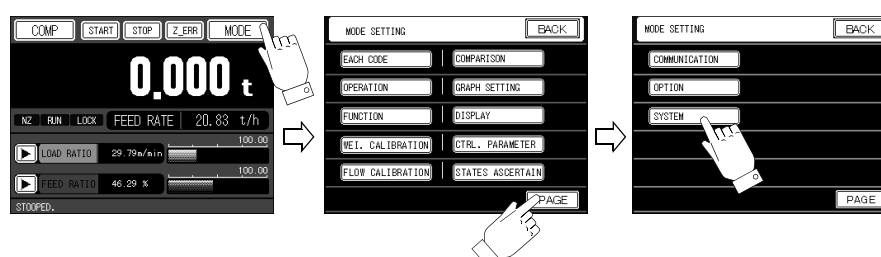 COMP START STOP Z_ERR MODE
0.000 t
NZ RUN LOCK FEED RATE 20.83 t/h
100.00
LOAD RATIO 29.79m/min
100.00
FEED RATIO 46.29 %
STOOPED.
MODE SETTING BACK
EACH CODE COMPARISON
OPERATION GRAPH SETTING
FUNCTION DISPLAY
WEI. CALIBRATION CTRL. PARAMETER
FLOW CALIBRATION STATES ASCERTAIN
PAGE
MODE SETTING BACK
COMMUNICATION
OPTION
SYSTEM
PAGE